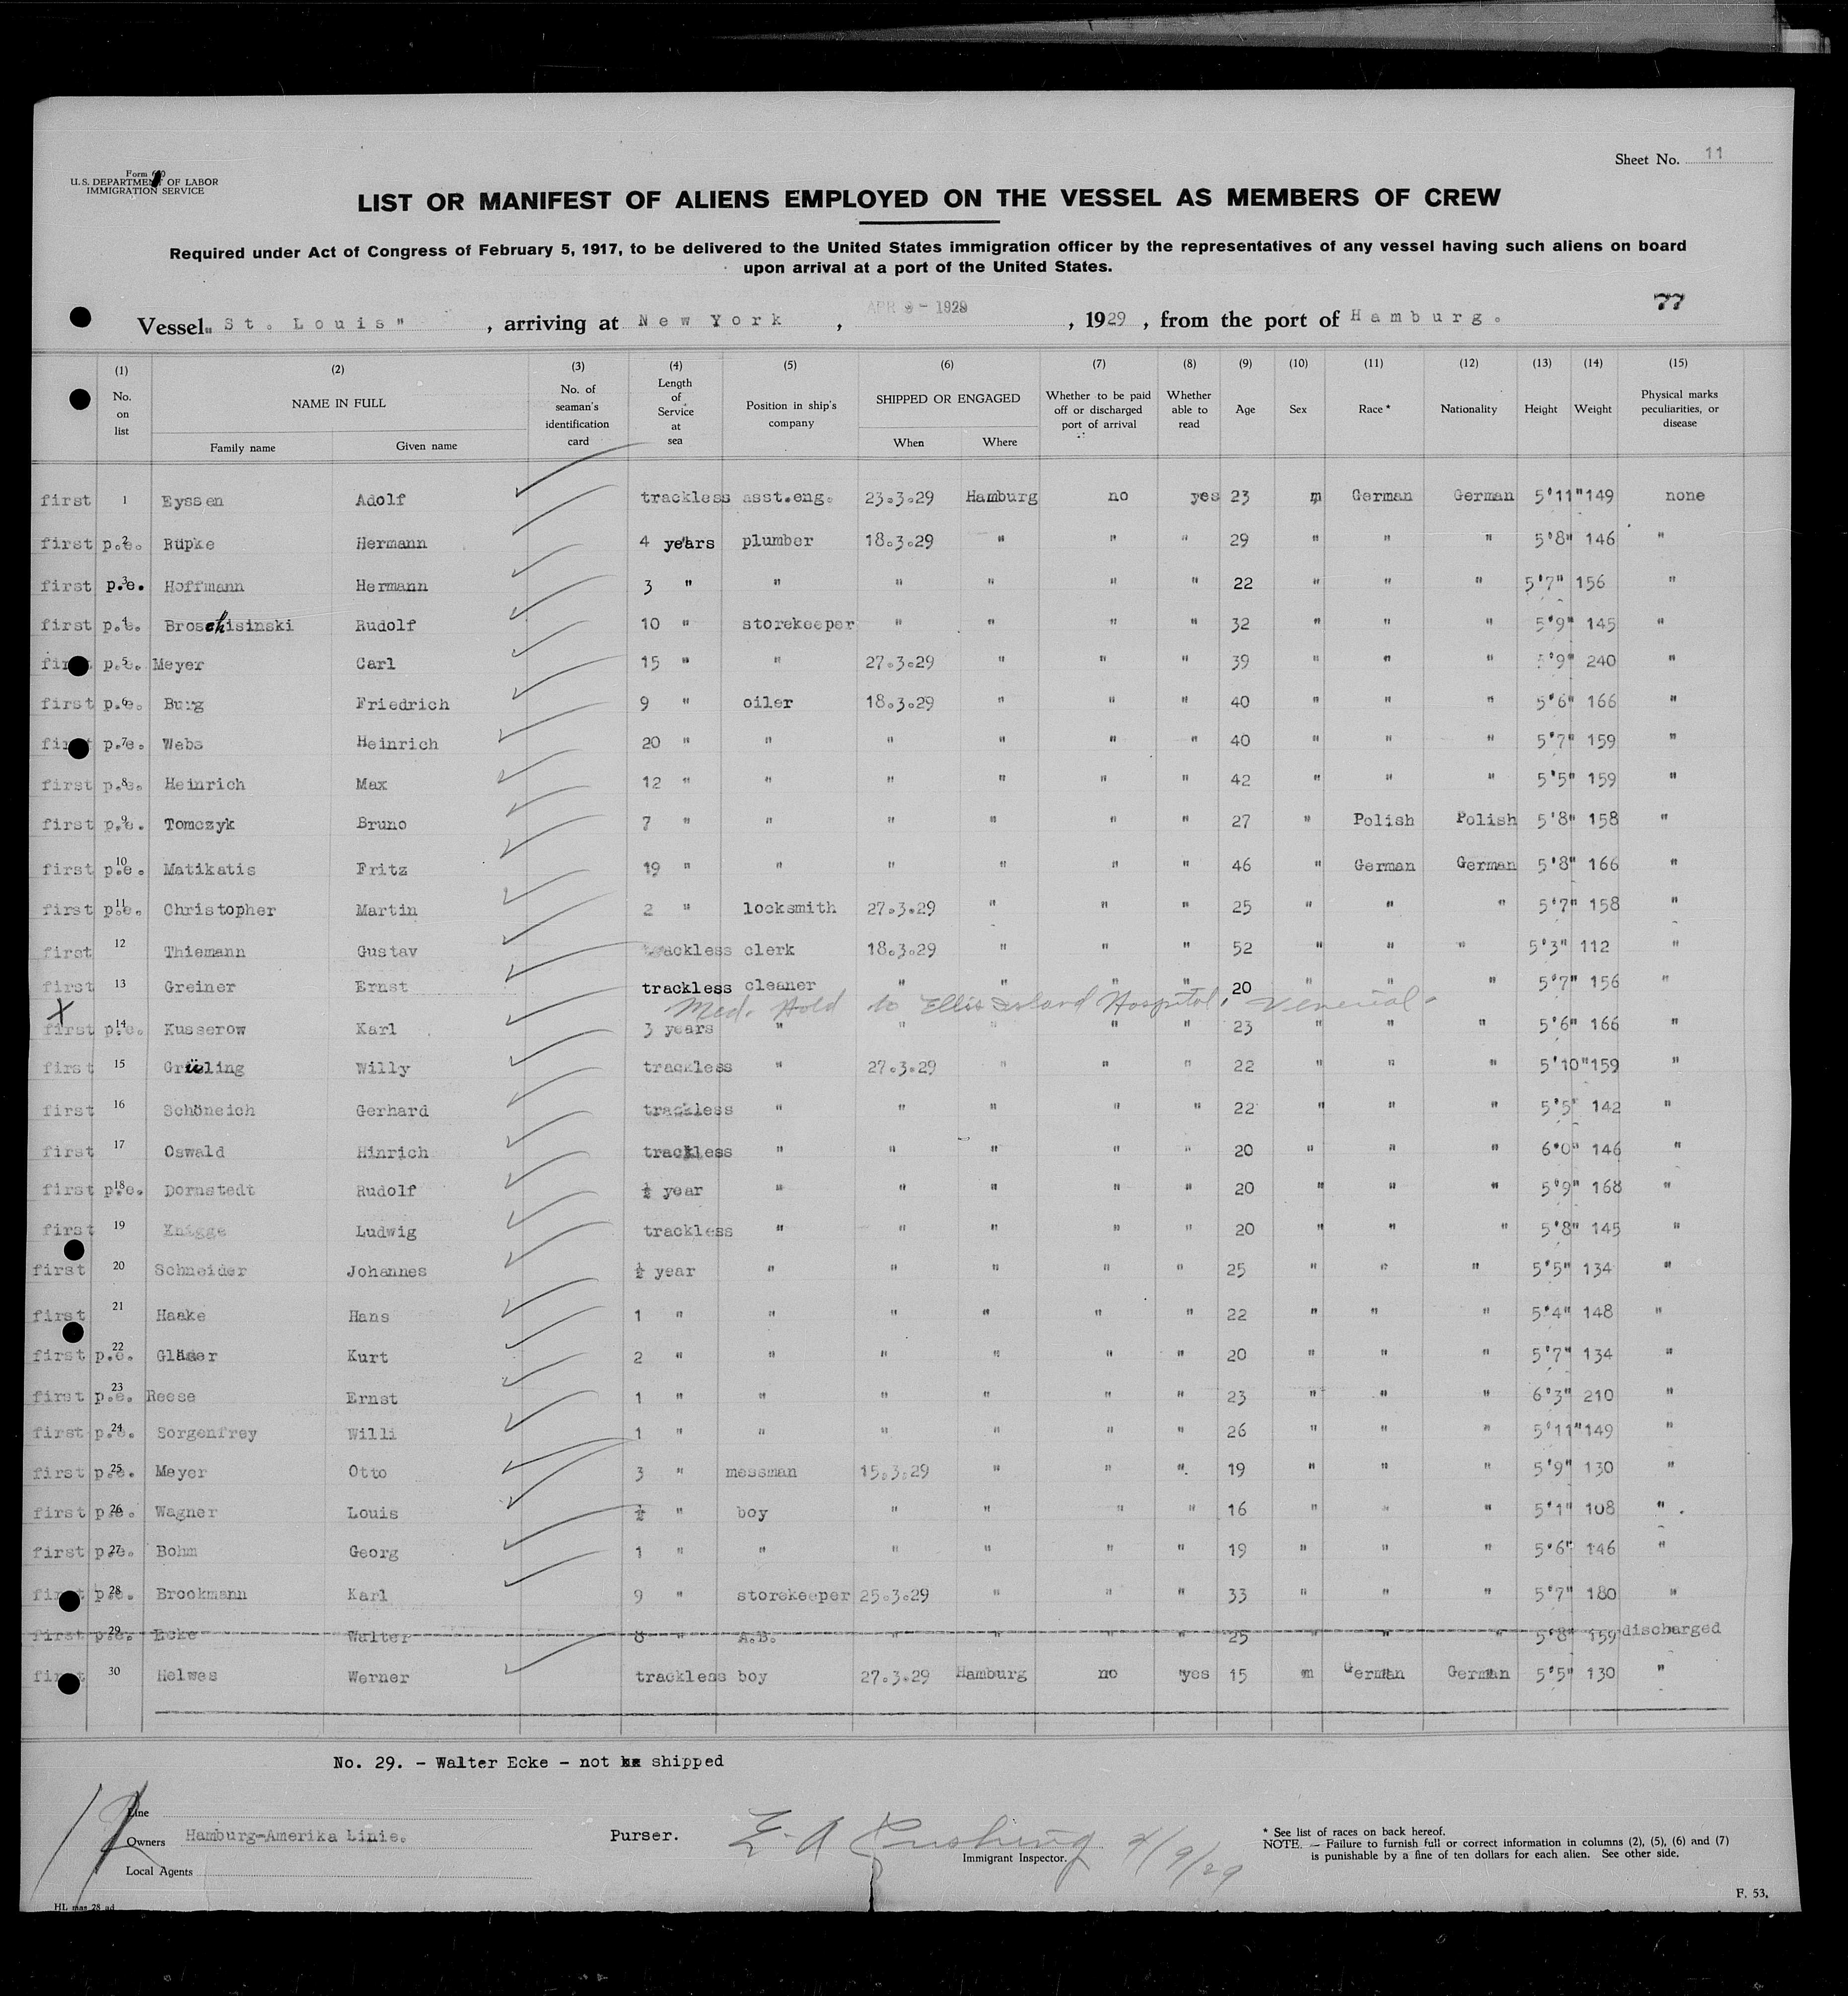 Sheet No. 11
Form
U.S. DEPARTMENT OF LABOR
IMMIGRATION SERVICE
LIST OR MANIFEST OF ALIENS EMPLOYED ON THE VESSEL AS MEMBERS OF CREW
Required under Act of Congress of February 5, 1917, to be delivered to the United States immigration officer by the representatives of any vessel having such aliens on board
upon arrival at a port of the United States.
77
Vessel "St. Louis" , arriving at New York , APR 9 - 1929 , 1929 , from the port of Hamburg.
(1) (2) (3) (4) (5) (6) (7) (8) (9) (10) (11) (12) (13) (14) (15)
No. on list NAME IN FULL No. of seaman's identification card Length of Service at sea Position in ship's company SHIPPED OR ENGAGED Whether to be paid off or discharged port of arrival Whether able to read Age Sex Race* Nationality Height Weight Physical marks peculiarities, or disease
Family name Given name When Where
first 1 Eyssen Adolf trackless asst.eng. 23.3.29 Hamburg no yes 23 m German German 5'11" 149 none
first p.e. 2 Rüpke Hermann 4 years plumber 18.3.29 " " " 29 " " " 5'8" 146 "
first p.e. 3 Hoffmann Hermann 3 " " " " " " 22 " " " 5'7" 156 "
first p.e. 4 Broschisinski Rudolf 10 " storekeeper " " " " 32 " " " 5'9" 145 "
first p.e. 5 Meyer Carl 15 " " 27.3.29 " " " 39 " " " 5'9" 240 "
first p.e. 6 Burg Friedrich 9 " oiler 18.3.29 " " " 40 " " " 5'6" 166 "
first p.e. 7 Webs Heinrich 20 " " " " " " 40 " " " 5'7" 159 "
first p.e. 8 Heinrich Max 12 " " " " " " 42 " " " 5'5" 159 "
first p.e. 9 Tomczyk Bruno 7 " " " " " " 27 " Polish Polish 5'8" 158 "
first p.e. 10 Matikatis Fritz 19 " " " " " " 46 " German German 5'8" 166 "
first p.e. 11 Christopher Martin 2 " locksmith 27.3.29 " " " 25 " " " 5'7" 158 "
first 12 Thiemann Gustav trackless clerk 18.3.29 " " " 52 " " " 5'3" 112 "
first 13 Greiner Ernst trackless cleaner " " " " 20 " " " 5'7" 156 "
X Med. Hold to Ellis Island Hospital, Venerial
first p.e. 14 Kusserow Karl 3 years " " " " " 23 " " " 5'6" 166 "
first 15 Grüling Willy trackless " 27.3.29 " " " 22 " " " 5'10" 159 "
first 16 Schöneich Gerhard trackless " " " " " 22 " " " 5'5" 142 "
first 17 Oswald Hinrich trackless " " " " " 20 " " " 6'0" 146 "
first p.e. 18 Dornstedt Rudolf ½ year " " " " " 20 " " " 5'9" 168 "
first 19 Knigge Ludwig trackless " " " " " 20 " " " 5'8" 145 "
first 20 Schneider Johannes ½ year " " " " " 25 " " " 5'5" 134 "
first 21 Haake Hans 1 " " " " " " 22 " " " 5'4" 148 "
first p.e. 22 Gläser Kurt 2 " " " " " " 20 " " " 5'7" 134 "
first p.e. 23 Reese Ernst 1 " " " " " " 23 " " " 6'3" 210 "
first p.e. 24 Sorgenfrey Willi 1 " " " " " " 26 " " " 5'11" 149 "
first p.e. 25 Meyer Otto 3 " messman 15.3.29 " " " 19 " " " 5'9" 130 "
first p.e. 26 Wagner Louis ½ " boy " " " " 16 " " " 5'1" 108 "
first p.e. 27 Bohm Georg 1 " " " " " " 19 " " " 5'6" 146 "
first p.e. 28 Brookmann Karl 9 " storekeeper 25.3.29 " " " 33 " " " 5'7" 180 "
first p.e. 29 Ecke Walter 8 " A.B. " " " " 25 " " " 5'8" 159 discharged
first 30 Helwes Werner trackless boy 27.3.29 Hamburg no yes 15 m German German 5'5" 130 "
No. 29. - Walter Ecke - not shipped
Line
Owners Hamburg-Amerika Linie.
Local Agents
Purser.
E. A. Cushing 4/9/29
Immigrant Inspector.
* See list of races on back hereof.
NOTE. — Failure to furnish full or correct information in columns (2), (5), (6) and (7)
is punishable by a fine of ten dollars for each alien. See other side.
F. 53,